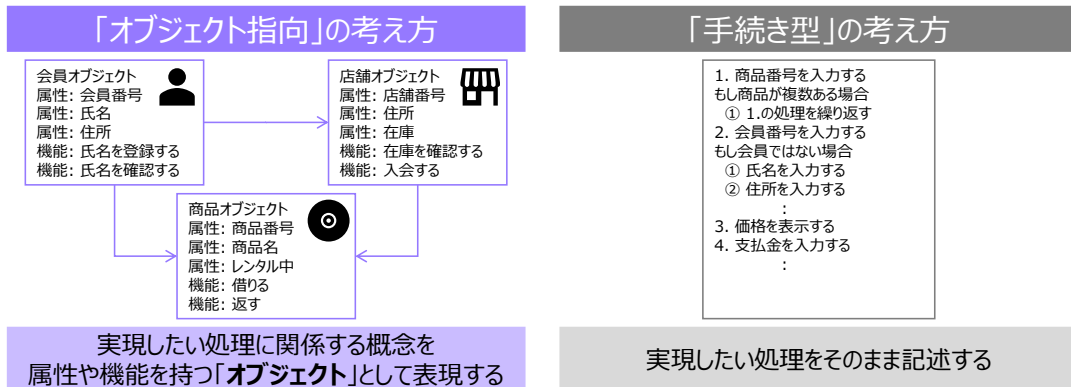 「オブジェクト指向」の考え方
会員オブジェクト
属性: 会員番号
属性: 氏名
属性: 住所
機能: 氏名を登録する
機能: 氏名を確認する
店舗オブジェクト
属性: 店舗番号
属性: 住所
属性: 在庫
機能: 在庫を確認する
機能: 入会する
商品オブジェクト
属性: 商品番号
属性: 商品名
属性: レンタル中
機能: 借りる
機能: 返す
実現したい処理に関係する概念を
属性や機能を持つ「オブジェクト」として表現する
「手続き型」の考え方
1. 商品番号を入力する
もし商品が複数ある場合
① 1.の処理を繰り返す
2. 会員番号を入力する
もし会員ではない場合
① 氏名を入力する
② 住所を入力する
:
3. 価格を表示する
4. 支払金を入力する
:
実現したい処理をそのまま記述する